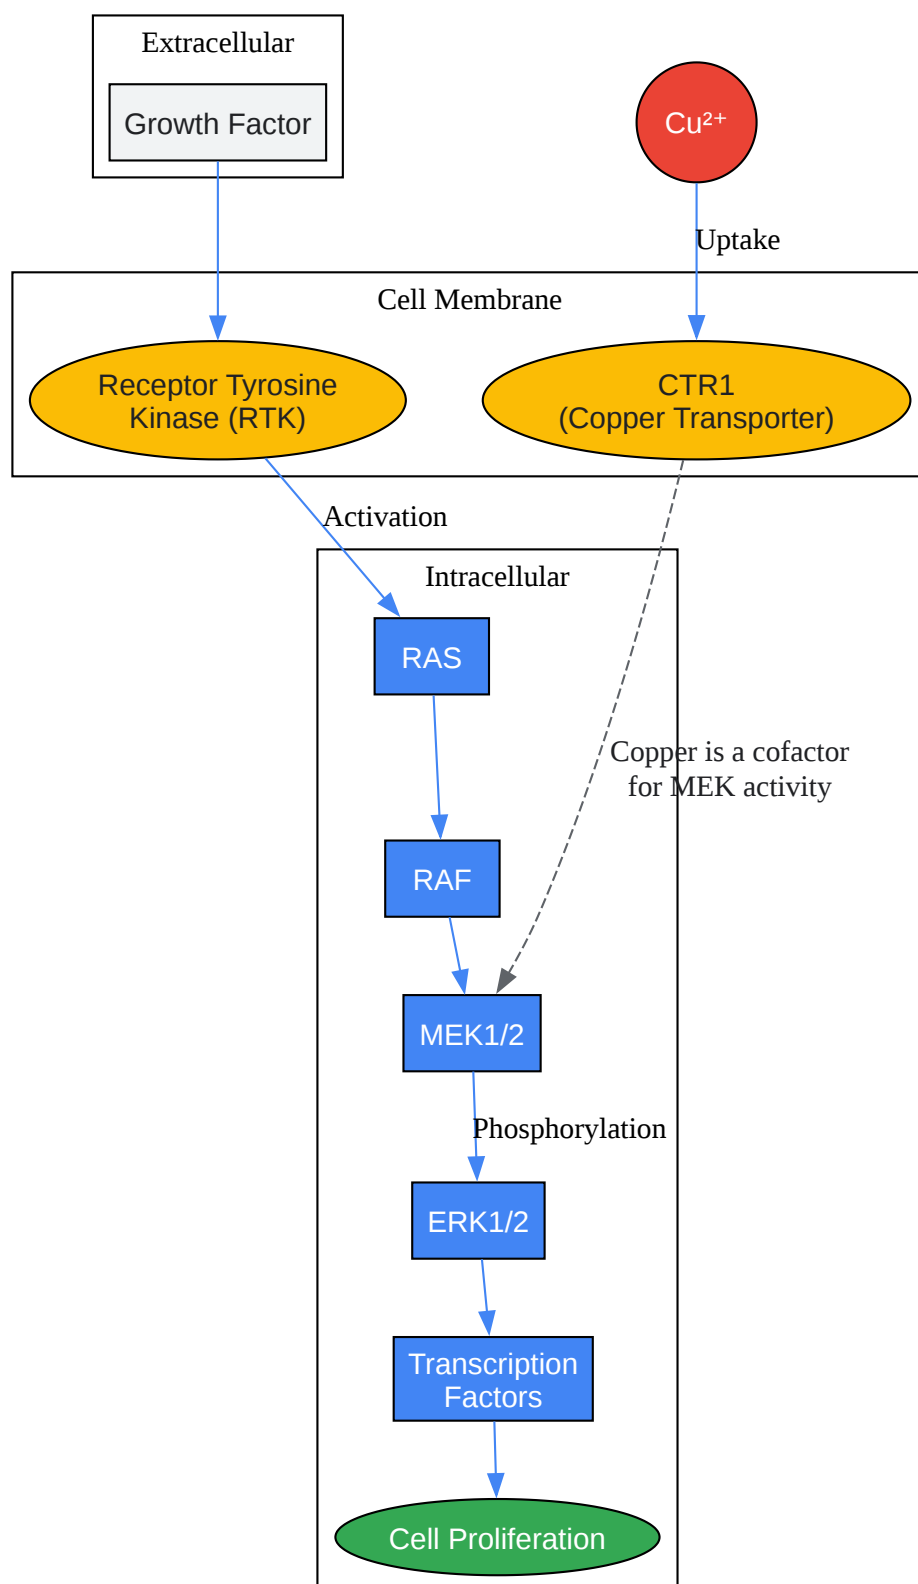 Extracellular
Growth Factor
Cu²⁺
Uptake
Cell Membrane
Receptor Tyrosine
Kinase (RTK)
CTR1
(Copper Transporter)
Activation
Intracellular
RAS
Copper is a cofactor
for MEK activity
RAF
MEK1/2
Phosphorylation
ERK1/2
Transcription
Factors
Cell Proliferation